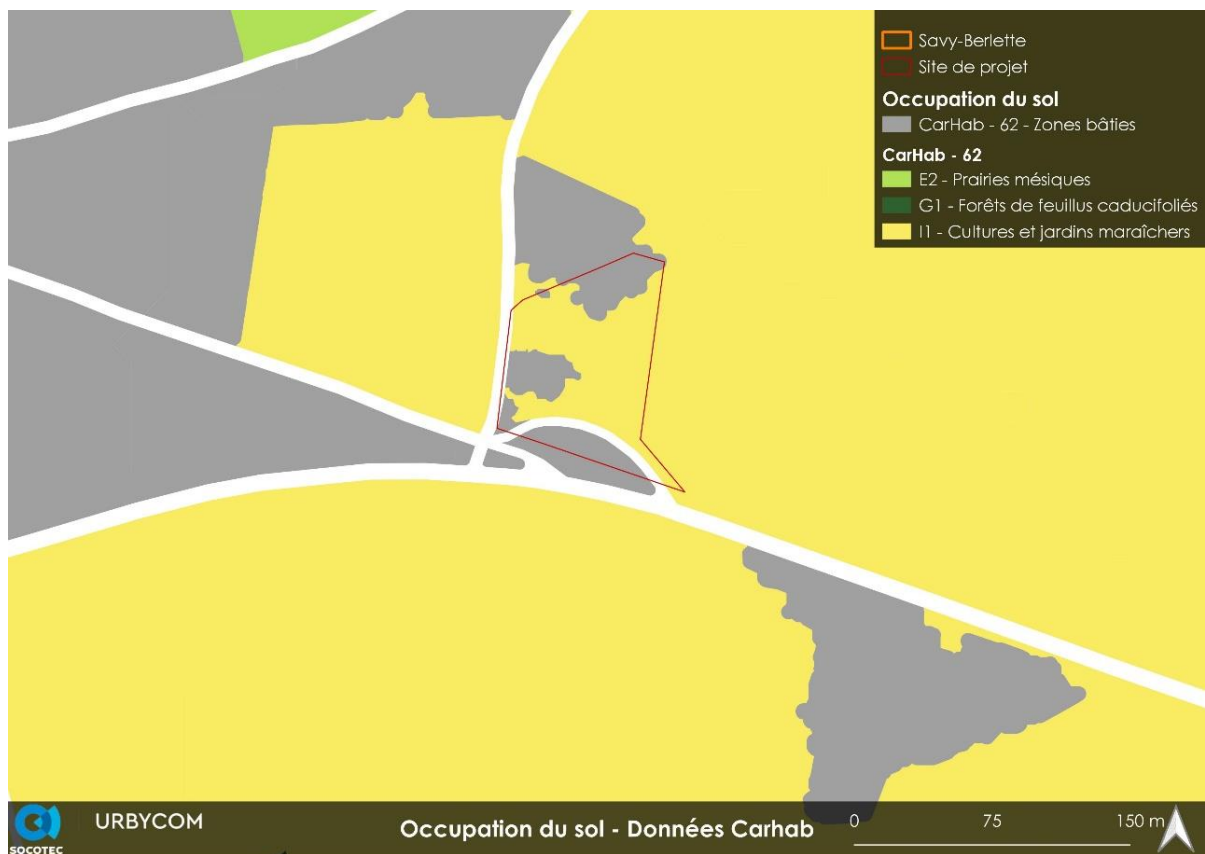 Savy-Berlette
Site de projet
Occupation du sol
CarHab - 62 - Zones bâties
CarHab - 62
E2 - Prairies mésiques
G1 - Forêts de feuillus caducifoliés
I1 - Cultures et jardins maraîchers
SOCOTEC
URBYCOM
Occupation du sol - Données Carhab
0 75 150 m